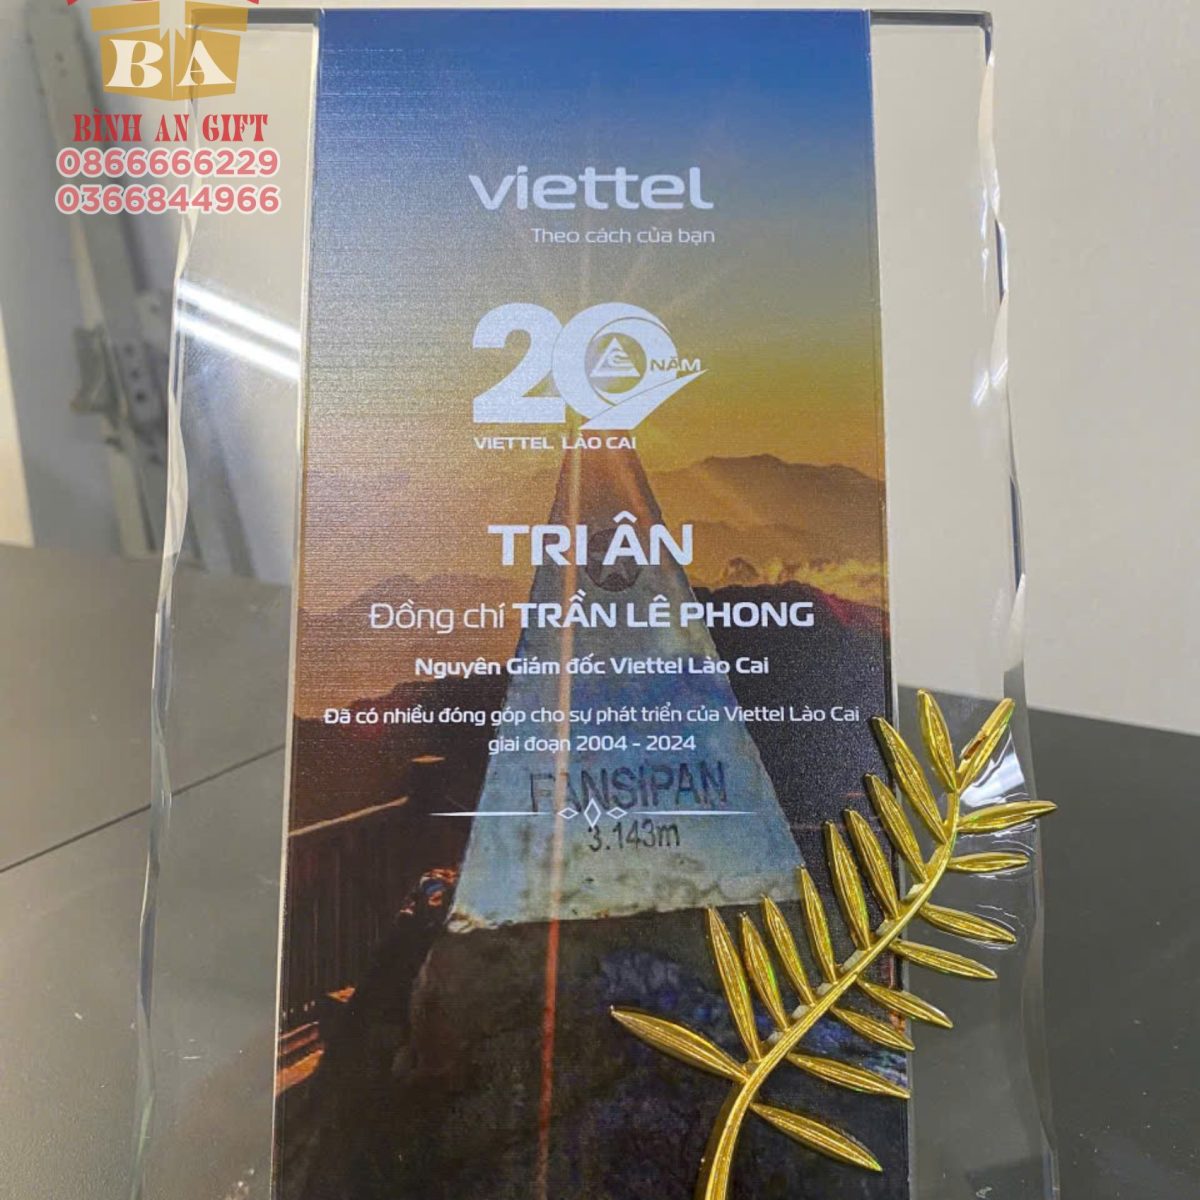 BA
BÌNH AN GIFT
0866666229
0366844966
viettel
Theo cách của bạn
20 NĂM
VIETTEL LÀO CAI
TRI ÂN
Đồng chí TRẦN LÊ PHONG
Nguyên Giám đốc Viettel Lào Cai
Đã có nhiều đóng góp cho sự phát triển của Viettel Lào Cai
giai đoạn 2004 - 2024
FANSIPAN
3.143m